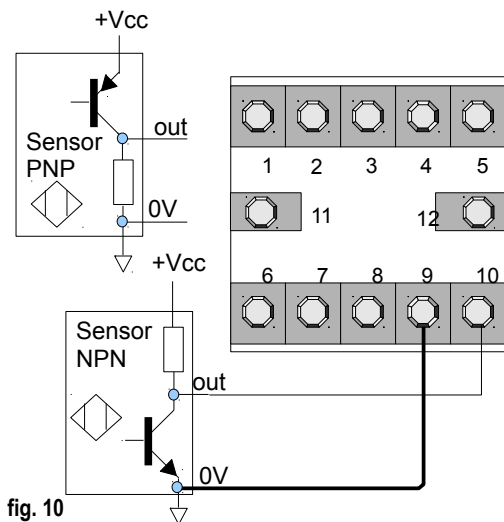 +Vcc
Sensor
PNP
out
0V
1 2 3 4 5
11 12
6 7 8 9 10
+Vcc
Sensor
NPN
out
0V
fig. 10